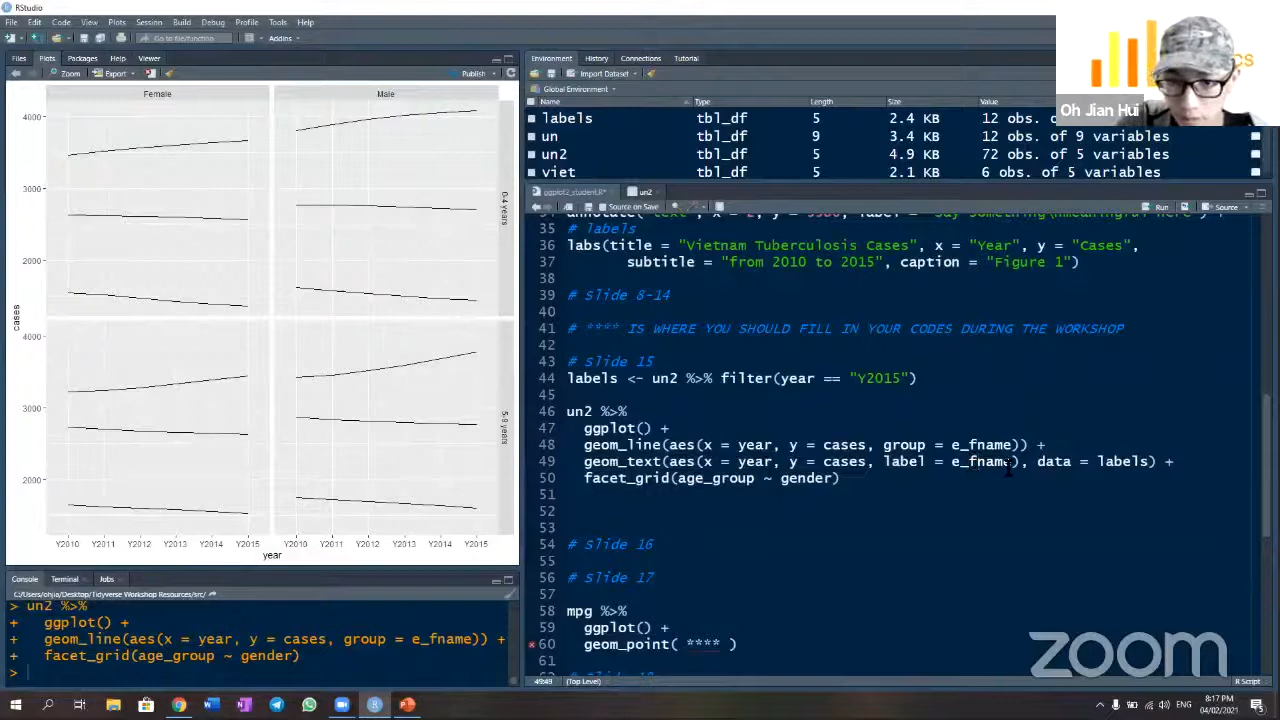 RStudio
File Edit Code View Plots Session Build Debug Profile Tools Help
Go to file/function Addins
Files Plots Packages Help Viewer
Zoom Export Publish
Female Male
4000
3000
2000
0-4 years
cases
4000
3000
2000
5-9 years
Y2010 Y2011 Y2012 Y2013 Y2014 Y2015 Y2010 Y2011 Y2012 Y2013 Y2014 Y2015
year
Console Terminal Jobs
C:/Users/ohjia/Desktop/Tidyverse Workshop Resources/src/
> un2 %>%
+ ggplot() +
+ geom_line(aes(x = year, y = cases, group = e_fname)) +
+ facet_grid(age_group ~ gender)
>
Environment History Connections Tutorial
Import Dataset
Global Environment
Name Type Length Size Value
labels tbl_df 5 2.4 KB 12 obs. of
un tbl_df 9 3.4 KB 12 obs. of 9 variables
un2 tbl_df 5 4.9 KB 72 obs. of 5 variables
viet tbl_df 5 2.1 KB 6 obs. of 5 variables
Oh Jian Hui
ics
ggplot2_student.R* un2
Source on Save Run Source
35 # labels
36 labs(title = "Vietnam Tuberculosis Cases", x = "Year", y = "Cases",
37 subtitle = "from 2010 to 2015", caption = "Figure 1")
38
39 # slide 8-14
40
41 # **** IS WHERE YOU SHOULD FILL IN YOUR CODES DURING THE WORKSHOP
42
43 # slide 15
44 labels <- un2 %>% filter(year == "Y2015")
45
46 un2 %>%
47 ggplot() +
48 geom_line(aes(x = year, y = cases, group = e_fname)) +
49 geom_text(aes(x = year, y = cases, label = e_fname), data = labels) +
50 facet_grid(age_group ~ gender)
51
52
53
54 # slide 16
55
56 # slide 17
57
58 mpg %>%
59 ggplot() +
60 geom_point( **** )
61
49:49 (Top Level) R Script
zoom
ENG
8:17 PM
04/02/2021